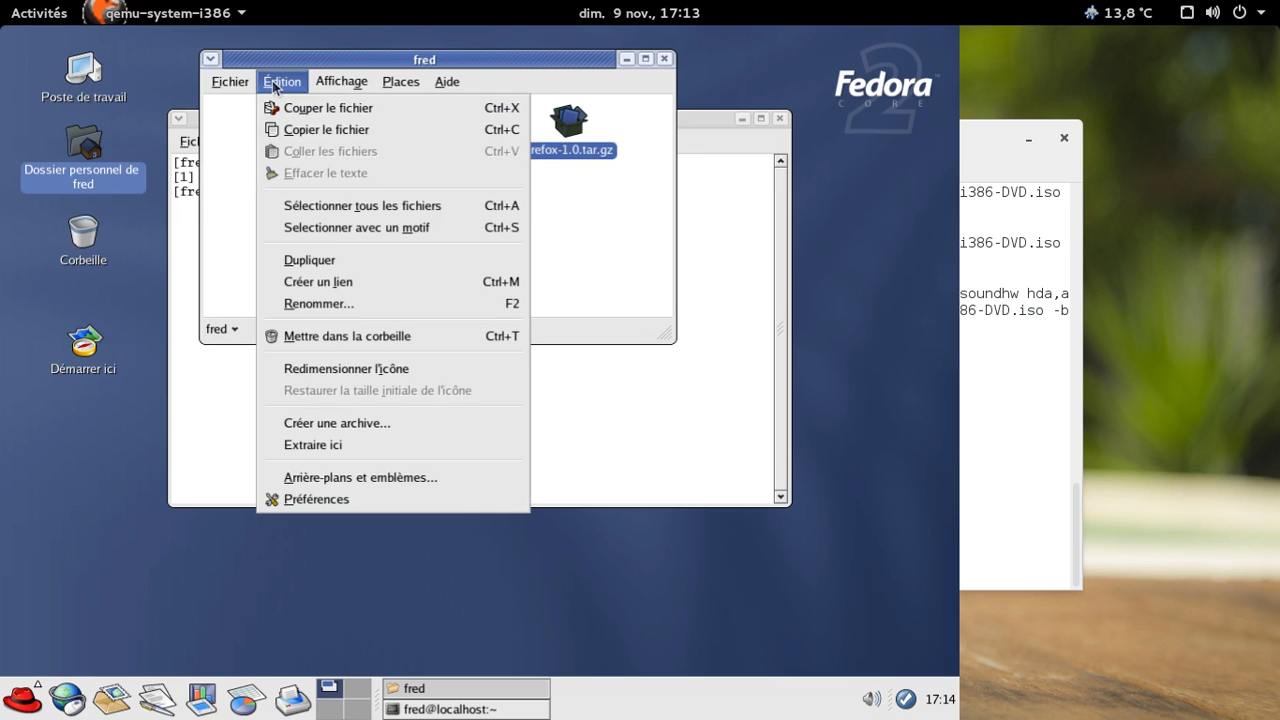 Activités
qemu-system-i386
dim. 9 nov., 17:13
13,8 °C
Poste de travail
Dossier personnel de
fred
Corbeille
Démarrer ici
fred
Fichier Édition Affichage Places Aide
Couper le fichier Ctrl+X
Copier le fichier Ctrl+C
Coller les fichiers Ctrl+V
Effacer le texte
Sélectionner tous les fichiers Ctrl+A
Selectionner avec un motif Ctrl+S
Dupliquer
Créer un lien Ctrl+M
Renommer... F2
Mettre dans la corbeille Ctrl+T
Redimensionner l'icône
Restaurer la taille initiale de l'icône
Créer une archive...
Extraire ici
Arrière-plans et emblèmes...
Préférences
refox-1.0.tar.gz
fred
Fic
[fre
[1]
[fre
Fedora
CORE
2
i386-DVD.iso
i386-DVD.iso
soundhw hda,a
86-DVD.iso -b
fred
fred@localhost:~
17:14